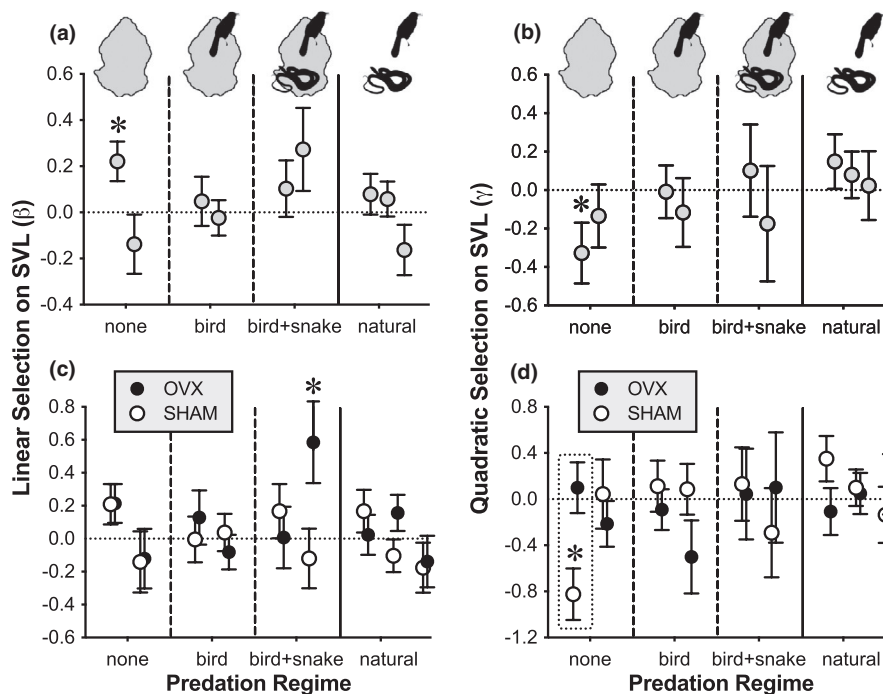 (a)
Linear Selection on SVL (β)
0.6
0.4
0.2
0.0
-0.2
-0.4
*
none
bird
bird+snake
natural
(b)
Quadratic Selection on SVL (γ)
0.6
0.4
0.2
0.0
-0.2
-0.4
-0.6
*
none
bird
bird+snake
natural
(c)
OVX
SHAM
0.8
0.6
0.4
0.2
0.0
-0.2
-0.4
-0.6
*
none
bird
bird+snake
natural
Predation Regime
(d)
OVX
SHAM
0.8
0.4
0.0
-0.4
-0.8
-1.2
*
none
bird
bird+snake
natural
Predation Regime